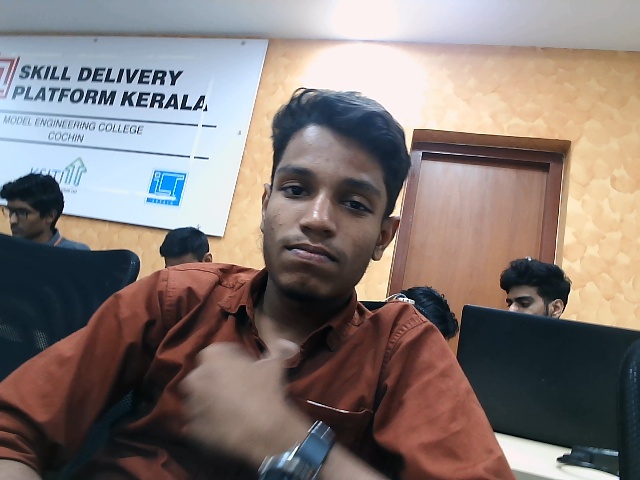 SKILL DELIVERY
PLATFORM KERALA
MODEL ENGINEERING COLLEGE
COCHIN